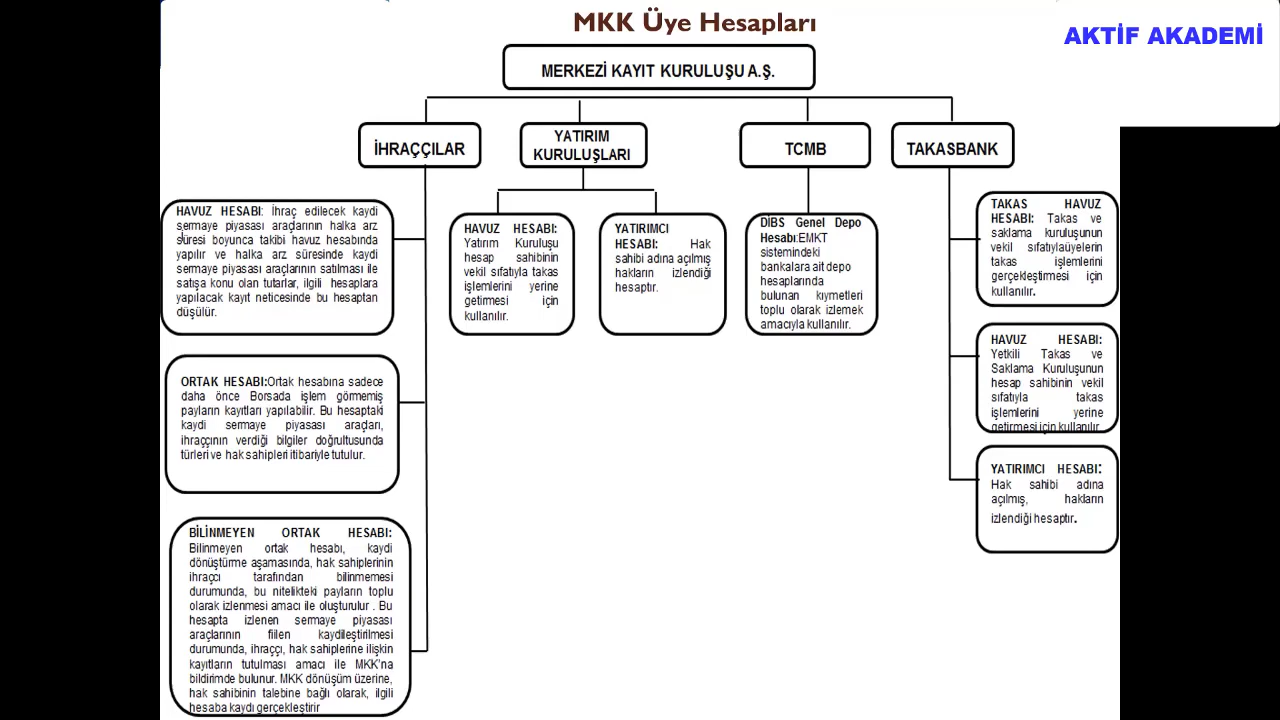 MKK Üye Hesapları
AKTİF AKADEMİ
MERKEZİ KAYIT KURULUŞU A.Ş.
İHRAÇÇILAR
YATIRIM
KURULUŞLARI
TCMB
TAKASBANK
HAVUZ HESABI: İhraç edilecek kaydi
sermaye piyasası araçlarının halka arz
süresi boyunca takibi havuz hesabında
yapılır ve halka arz süresinde kaydi
sermaye piyasası araçlarının satılması ile
satışa konu olan tutarlar, ilgili hesaplara
yapılacak kayıt neticesinde bu hesaptan
düşülür.
ORTAK HESABI:Ortak hesabına sadece
daha önce Borsada işlem görmemiş
payların kayıtları yapılabilir. Bu hesaptaki
kaydi sermaye piyasası araçları,
ihraççının verdiği bilgiler doğrultusunda
türleri ve hak sahipleri itibariyle tutulur.
BİLİNMEYEN ORTAK HESABI:
Bilinmeyen ortak hesabı, kaydi
dönüştürme aşamasında, hak sahiplerinin
ihraçcı tarafından bilinmemesi
durumunda, bu nitelikteki payların toplu
olarak izlenmesi amacı ile oluşturulur . Bu
hesapta izlenen sermaye piyasası
araçlarının fiilen kaydileştirilmesi
durumunda, ihraççı, hak sahiplerine ilişkin
kayıtların tutulması amacı ile MKK'na
bildirimde bulunur. MKK dönüşüm üzerine,
hak sahibinin talebine bağlı olarak, ilgili
hesaba kaydı gerçekleştirir
HAVUZ HESABI:
Yatırım Kuruluşu
hesap sahibinin
vekil sıfatıyla takas
işlemlerini yerine
getirmesi için
kullanılır.
YATIRIMCI
HESABI: Hak
sahibi adına açılmış
hakların izlendiği
hesaptır.
DİBS Genel Depo
Hesabı:EMKT
sistemindeki
bankalara ait depo
hesaplarında
bulunan kıymetleri
toplu olarak izlemek
amacıyla kullanılır.
TAKAS HAVUZ
HESABI: Takas ve
saklama kuruluşunun
vekil sıfatıylaüyelerin
takas işlemlerini
gerçekleştirmesi için
kullanılır.
HAVUZ HESABI:
Yetkili Takas ve
Saklama Kuruluşunun
hesap sahibinin vekil
sıfatıyla takas
işlemlerini yerine
getirmesi için kullanılır
YATIRIMCI HESABI:
Hak sahibi adına
açılmış, hakların
izlendiği hesaptır.